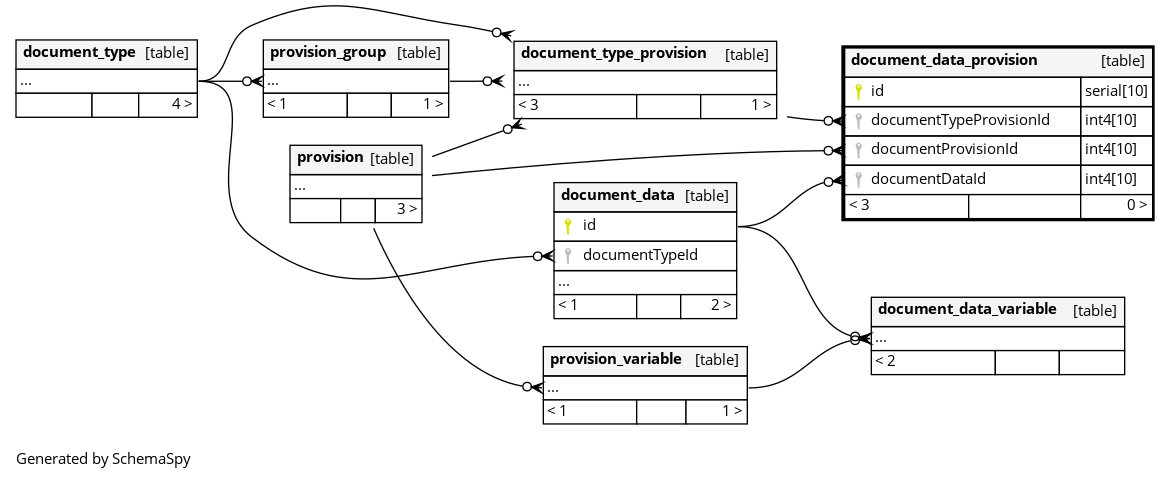 document_type [table]
...
4 >
provision_group [table]
...
< 1 1 >
document_type_provision [table]
...
< 3 1 >
document_data_provision [table]
id serial[10]
documentTypeProvisionId int4[10]
documentProvisionId int4[10]
documentDataId int4[10]
< 3 0 >
provision [table]
...
3 >
document_data [table]
id
documentTypeId
...
< 1 2 >
document_data_variable [table]
...
< 2
provision_variable [table]
...
< 1 1 >
Generated by SchemaSpy